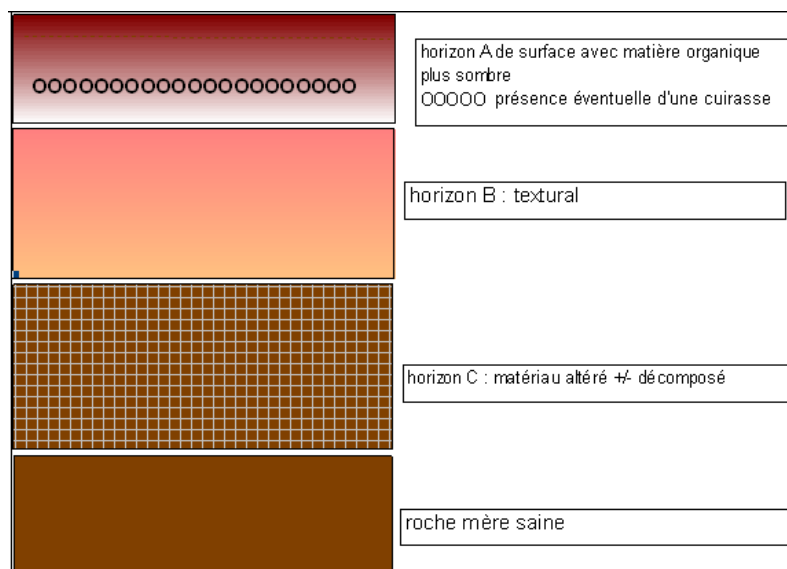 horizon A de surface avec matière organique
plus sombre
OOOOO présence éventuelle d'une cuirasse
OOOOOOOOOOOOOOOOOOOOO
horizon B : textural
horizon C : matériau altéré +/- décomposé
roche mère saine